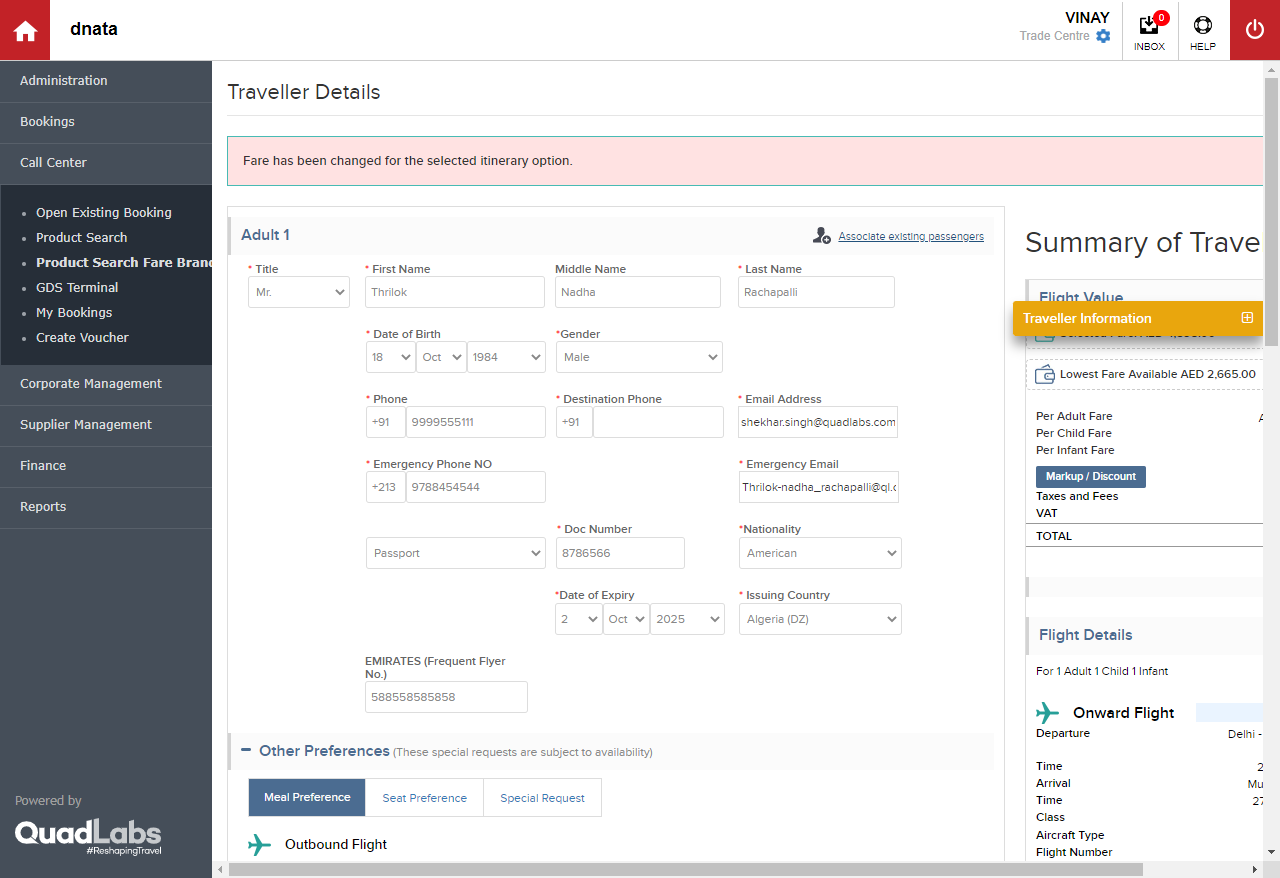 dnata
VINAY
Trade Centre
0
INBOX
HELP
Administration
Bookings
Call Center
Open Existing Booking
Product Search
Product Search Fare Brand
GDS Terminal
My Bookings
Create Voucher
Corporate Management
Supplier Management
Finance
Reports
Powered by
QuadLabs
#ReshapingTravel
Traveller Details
Fare has been changed for the selected itinerary option.
Adult 1
Associate existing passengers
* Title * First Name Middle Name * Last Name
Mr. Thrilok Nadha Rachapalli
* Date of Birth *Gender
18 Oct 1984 Male
* Phone * Destination Phone * Email Address
+91 9999555111 +91 shekhar.singh@quadlabs.com
* Emergency Phone NO * Emergency Email
+213 9788454544 Thrilok-nadha_rachapalli@ql.c
* Doc Number *Nationality
Passport 8786566 American
*Date of Expiry * Issuing Country
2 Oct 2025 Algeria (DZ)
EMIRATES (Frequent Flyer
No.)
588558585858
Other Preferences (These special requests are subject to availability)
Meal Preference Seat Preference Special Request
Outbound Flight
Summary of Trave
Flight Value
Traveller Information
Lowest Fare Available AED 2,665.00
Per Adult Fare A
Per Child Fare
Per Infant Fare
Markup / Discount
Taxes and Fees
VAT
TOTAL
Flight Details
For 1 Adult 1 Child 1 Infant
Onward Flight
Departure Delhi -
Time 2
Arrival Mu
Time 27
Class
Aircraft Type
Flight Number